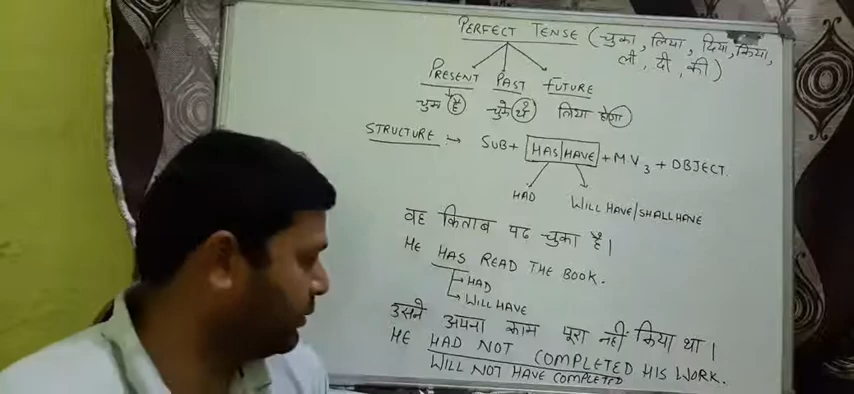 PERFECT TENSE (चुका, लिया, दिया, किया,
ली, दी, की)
PRESENT PAST FUTURE
चुका है चुके थे लिया होगा
STRUCTURE → SUB + HAS/HAVE + M.V3 + OBJECT.
HAD WILL HAVE/SHALL HAVE
वह किताब पढ चुका है।
HE HAS READ THE BOOK.
HAD
WILL HAVE
उसने अपना काम पूरा नहीं किया था।
HE HAD NOT COMPLETED HIS WORK.
WILL NOT HAVE COMPLETED